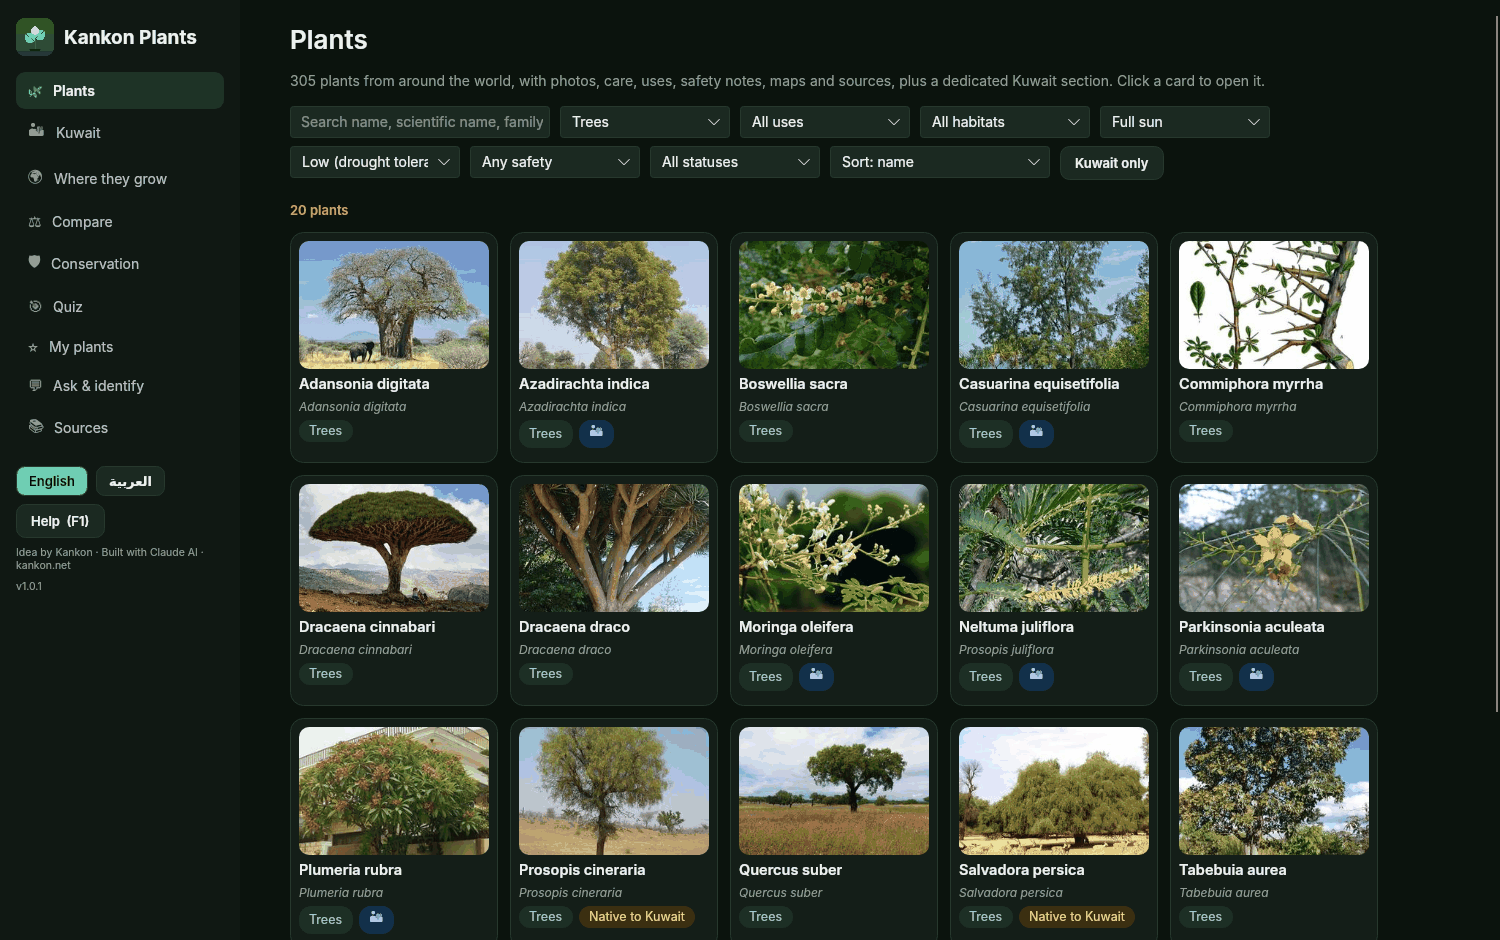 Kankon Plants
Plants
Kuwait
Where they grow
Compare
Conservation
Quiz
My plants
Ask & identify
Sources
English العربية
Help (F1)
Idea by Kankon · Built with Claude AI ·
kankon.net
v1.0.1
Plants
305 plants from around the world, with photos, care, uses, safety notes, maps and sources, plus a dedicated Kuwait section. Click a card to open it.
Search name, scientific name, family Trees All uses All habitats Full sun
Low (drought tolera Any safety All statuses Sort: name Kuwait only
20 plants
Adansonia digitata Azadirachta indica Boswellia sacra Casuarina equisetifolia Commiphora myrrha
Adansonia digitata Azadirachta indica Boswellia sacra Casuarina equisetifolia Commiphora myrrha
Trees Trees Trees Trees Trees
Dracaena cinnabari Dracaena draco Moringa oleifera Neltuma juliflora Parkinsonia aculeata
Dracaena cinnabari Dracaena draco Moringa oleifera Prosopis juliflora Parkinsonia aculeata
Trees Trees Trees Trees Trees
Plumeria rubra Prosopis cineraria Quercus suber Salvadora persica Tabebuia aurea
Plumeria rubra Prosopis cineraria Quercus suber Salvadora persica Tabebuia aurea
Trees Trees Native to Kuwait Trees Trees Native to Kuwait Trees